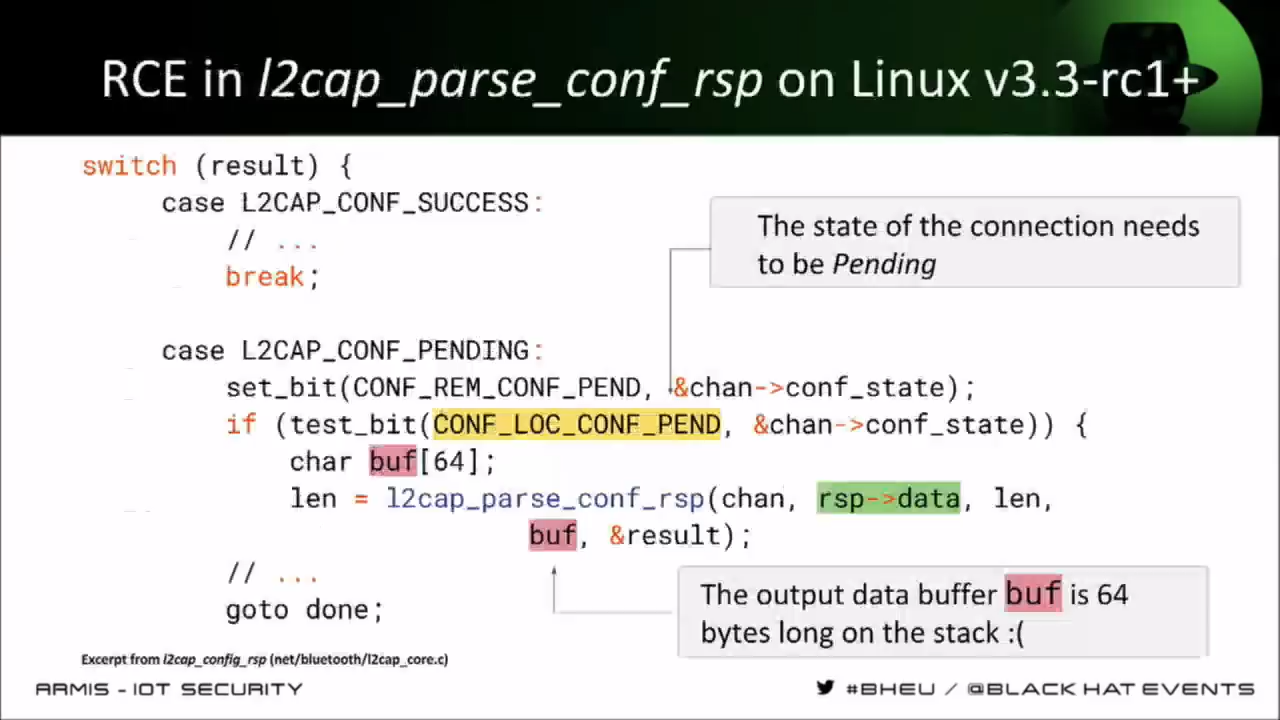 RCE in l2cap_parse_conf_rsp on Linux v3.3-rc1+
switch (result) {
case L2CAP_CONF_SUCCESS:
// ...
break;
The state of the connection needs
to be Pending
case L2CAP_CONF_PENDING:
set_bit(CONF_REM_CONF_PEND, &chan->conf_state);
if (test_bit(CONF_LOC_CONF_PEND, &chan->conf_state)) {
char buf[64];
len = l2cap_parse_conf_rsp(chan, rsp->data, len,
buf, &result);
// ...
goto done;
The output data buffer buf is 64
bytes long on the stack :(
Excerpt from l2cap_config_rsp (net/bluetooth/l2cap_core.c)
ARMIS - IOT SECURITY
#BHEU / @BLACK HAT EVENTS